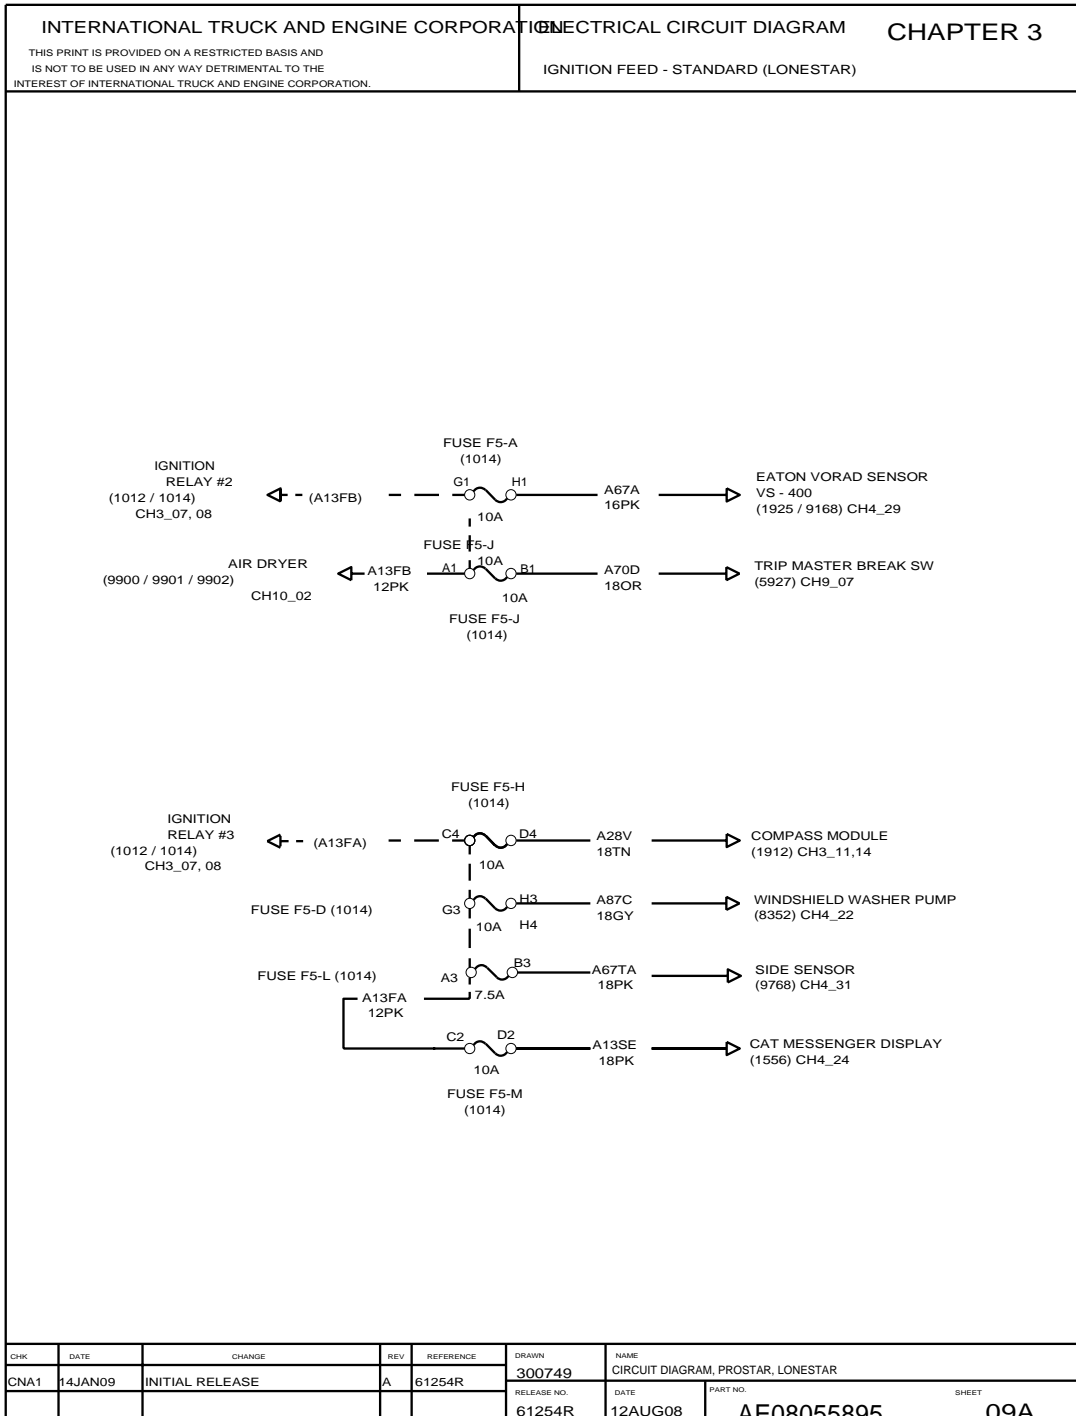 INTERNATIONAL TRUCK AND ENGINE CORPORATION
THIS PRINT IS PROVIDED ON A RESTRICTED BASIS AND
IS NOT TO BE USED IN ANY WAY DETRIMENTAL TO THE
INTEREST OF INTERNATIONAL TRUCK AND ENGINE CORPORATION.
ELECTRICAL CIRCUIT DIAGRAM
CHAPTER 3
IGNITION FEED - STANDARD (LONESTAR)
FUSE F5-A
(1014)
IGNITION
RELAY #2
(1012 / 1014)
CH3_07, 08
(A13FB)
G1
H1
10A
A67A
16PK
EATON VORAD SENSOR
VS - 400
(1925 / 9168) CH4_29
FUSE F5-J
10A
AIR DRYER
(9900 / 9901 / 9902)
CH10_02
A13FB
12PK
A1
B1
10A
A70D
18OR
TRIP MASTER BREAK SW
(5927) CH9_07
FUSE F5-J
(1014)
FUSE F5-H
(1014)
IGNITION
RELAY #3
(1012 / 1014)
CH3_07, 08
(A13FA)
C4
D4
10A
A28V
18TN
COMPASS MODULE
(1912) CH3_11,14
FUSE F5-D (1014)
G3
H3
10A
H4
A87C
18GY
WINDSHIELD WASHER PUMP
(8352) CH4_22
FUSE F5-L (1014)
A3
B3
7.5A
A67TA
18PK
SIDE SENSOR
(9768) CH4_31
A13FA
12PK
C2
D2
10A
A13SE
18PK
CAT MESSENGER DISPLAY
(1556) CH4_24
FUSE F5-M
(1014)
CHK DATE CHANGE REV REFERENCE
CNA1 14JAN09 INITIAL RELEASE A 61254R
DRAWN
300749
NAME
CIRCUIT DIAGRAM, PROSTAR, LONESTAR
RELEASE NO.
61254R
DATE
12AUG08
PART NO.
AE08055895
SHEET
09A